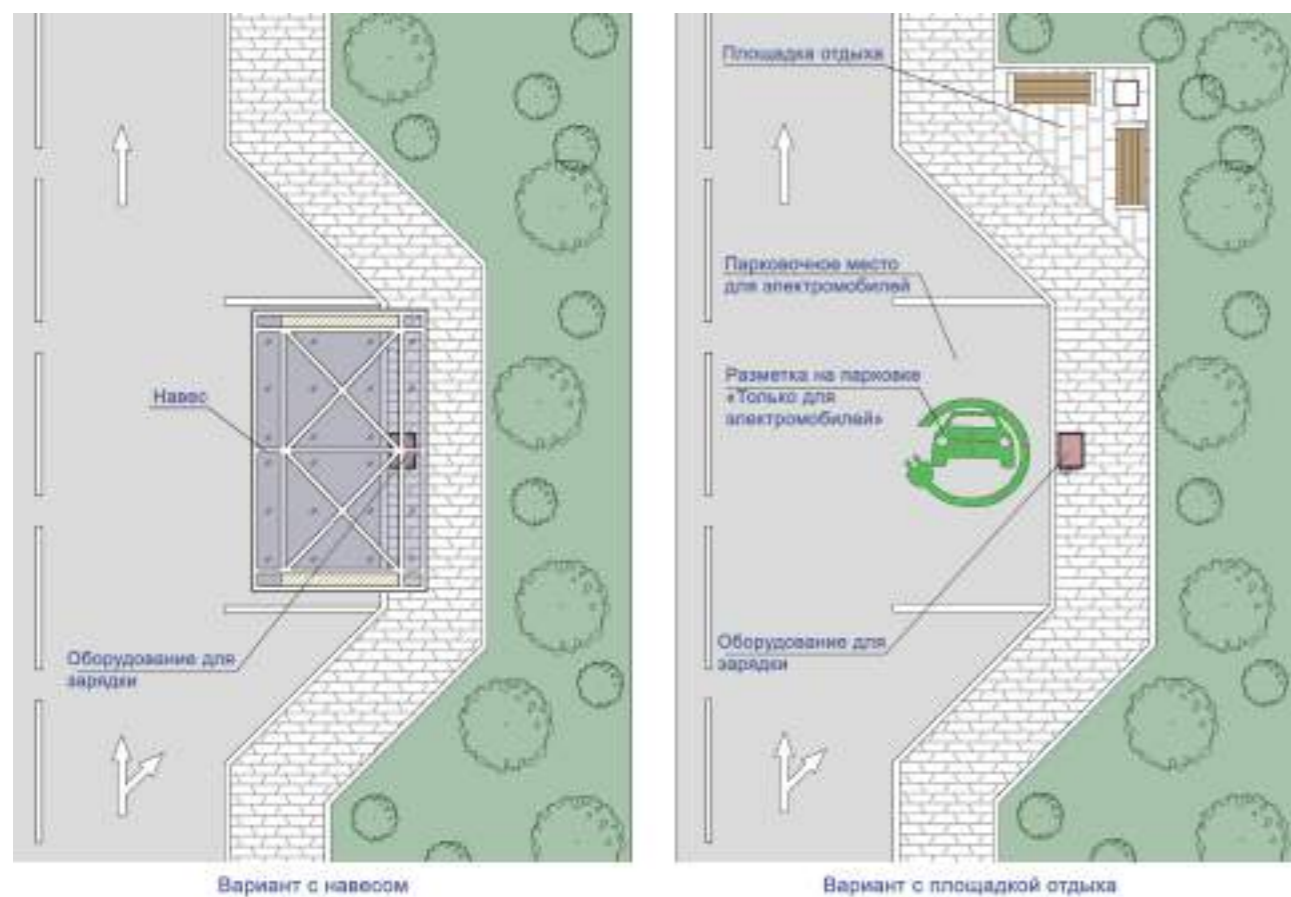 Навес
Оборудование для
зарядки
Вариант с навесом
Площадка отдыха
Парковочное место
для электромобилей
Разметка на парковке
«Только для
электромобилей»
Оборудование для
зарядки
Вариант с площадкой отдыха